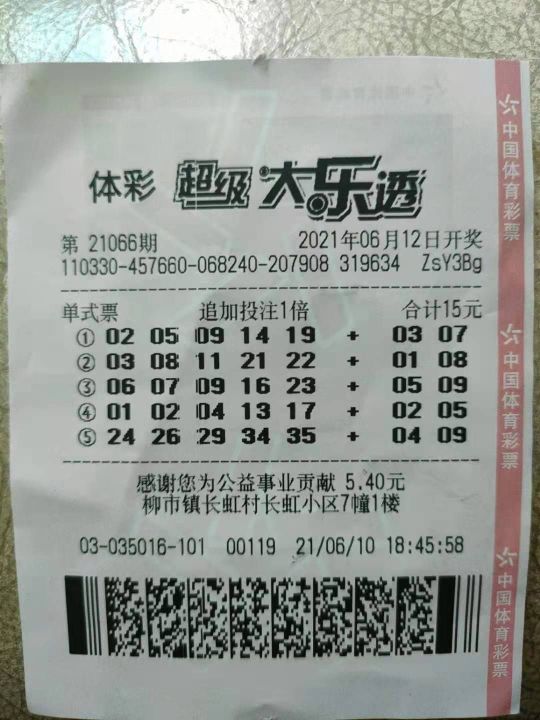 体彩 超级大乐透
第 21066期 2021年06月12日开奖
110330-457660-068240-207908 319634 ZsY3Bg
单式票 追加投注1倍 合计15元
① 02 05 09 14 19 + 03 07
② 03 08 11 21 22 + 01 08
③ 06 07 09 16 23 + 05 09
④ 01 02 04 13 17 + 02 05
⑤ 24 26 29 34 35 + 04 09
感谢您为公益事业贡献 5.40元
柳市镇长虹村长虹小区7幢1楼
03-035016-101 00119 21/06/10 18:45:58
中国体育彩票
中国体育彩票
中国体育彩票